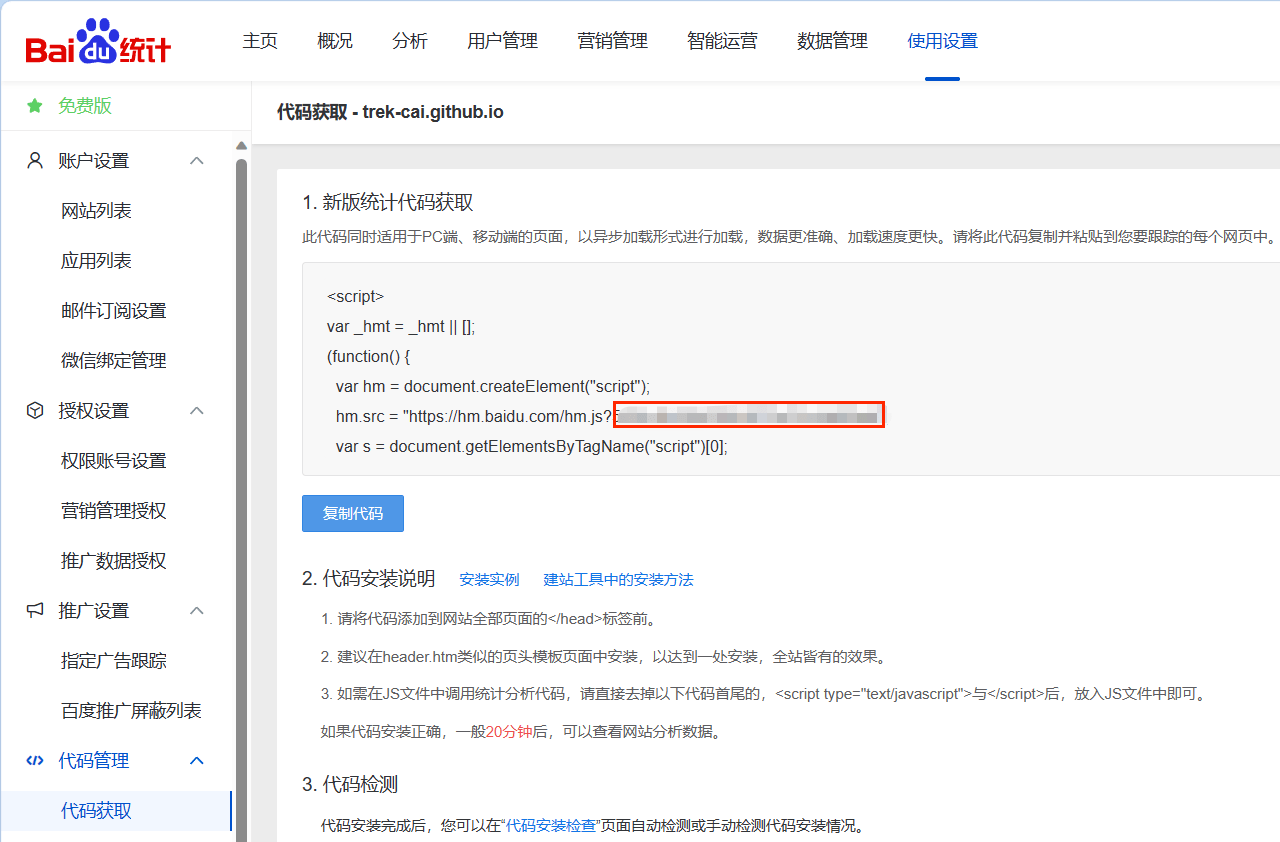 Baidu统计
主页 概况 分析 用户管理 营销管理 智能运营 数据管理 使用设置
免费版
账户设置
网站列表
应用列表
邮件订阅设置
微信绑定管理
授权设置
权限账号设置
营销管理授权
推广数据授权
推广设置
指定广告跟踪
百度推广屏蔽列表
代码管理
代码获取
代码获取 - trek-cai.github.io
1. 新版统计代码获取
此代码同时适用于PC端、移动端的页面，以异步加载形式进行加载，数据更准确、加载速度更快。请将此代码复制并粘贴到您要跟踪的每个网页中。
<script>
var _hmt = _hmt || [];
(function() {
var hm = document.createElement("script");
hm.src = "https://hm.baidu.com/hm.js?
var s = document.getElementsByTagName("script")[0];
复制代码
2. 代码安装说明 安装实例 建站工具中的安装方法
1. 请将代码添加到网站全部页面的</head>标签前。
2. 建议在header.htm类似的页头模板页面中安装，以达到一处安装，全站皆有的效果。
3. 如需在JS文件中调用统计分析代码，请直接去掉以下代码首尾的，<script type="text/javascript">与</script>后，放入JS文件中即可。
如果代码安装正确，一般20分钟后，可以查看网站分析数据。
3. 代码检测
代码安装完成后，您可以在“代码安装检查”页面自动检测或手动检测代码安装情况。